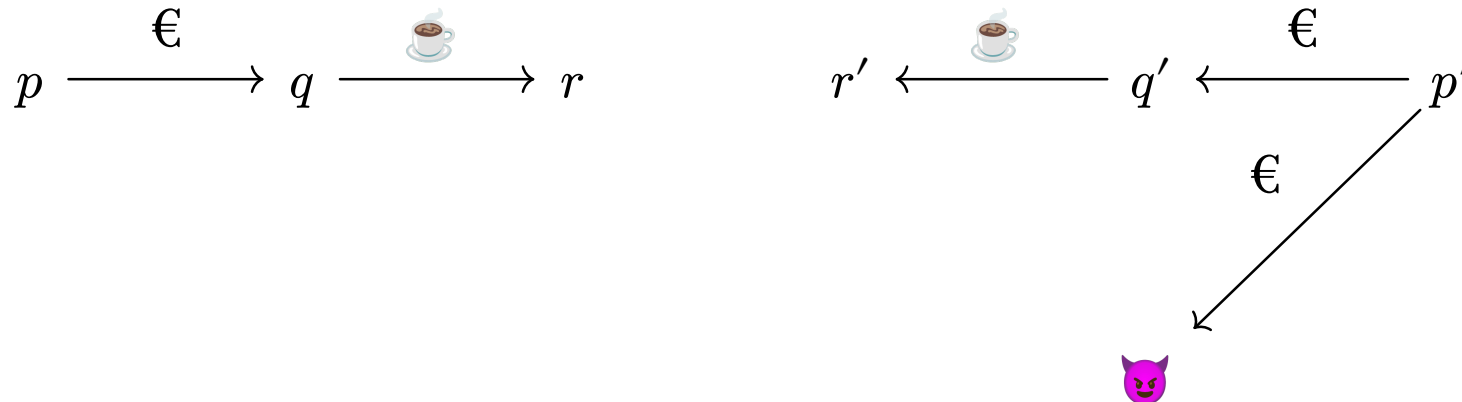 € ☕ ☕ €
p q r r′ q′ p′
€
😈